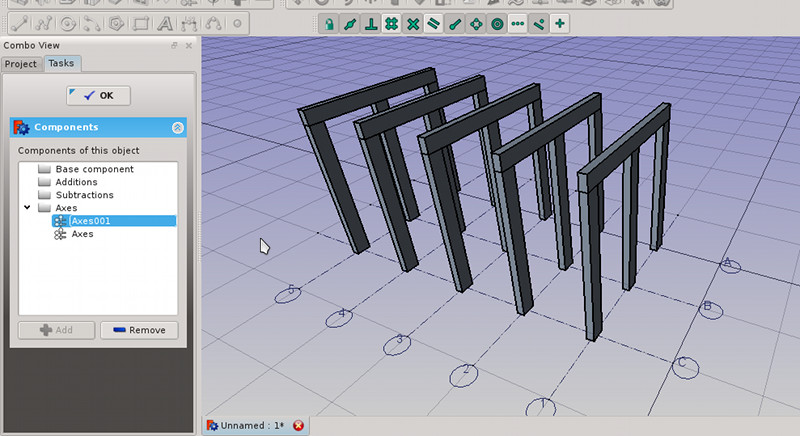 Combo View
Project Tasks
OK
Components
Components of this object
Base component
Additions
Subtractions
Axes
Axes001
Axes
Add Remove
5
4
3
2
1
A
B
C
Unnamed : 1*